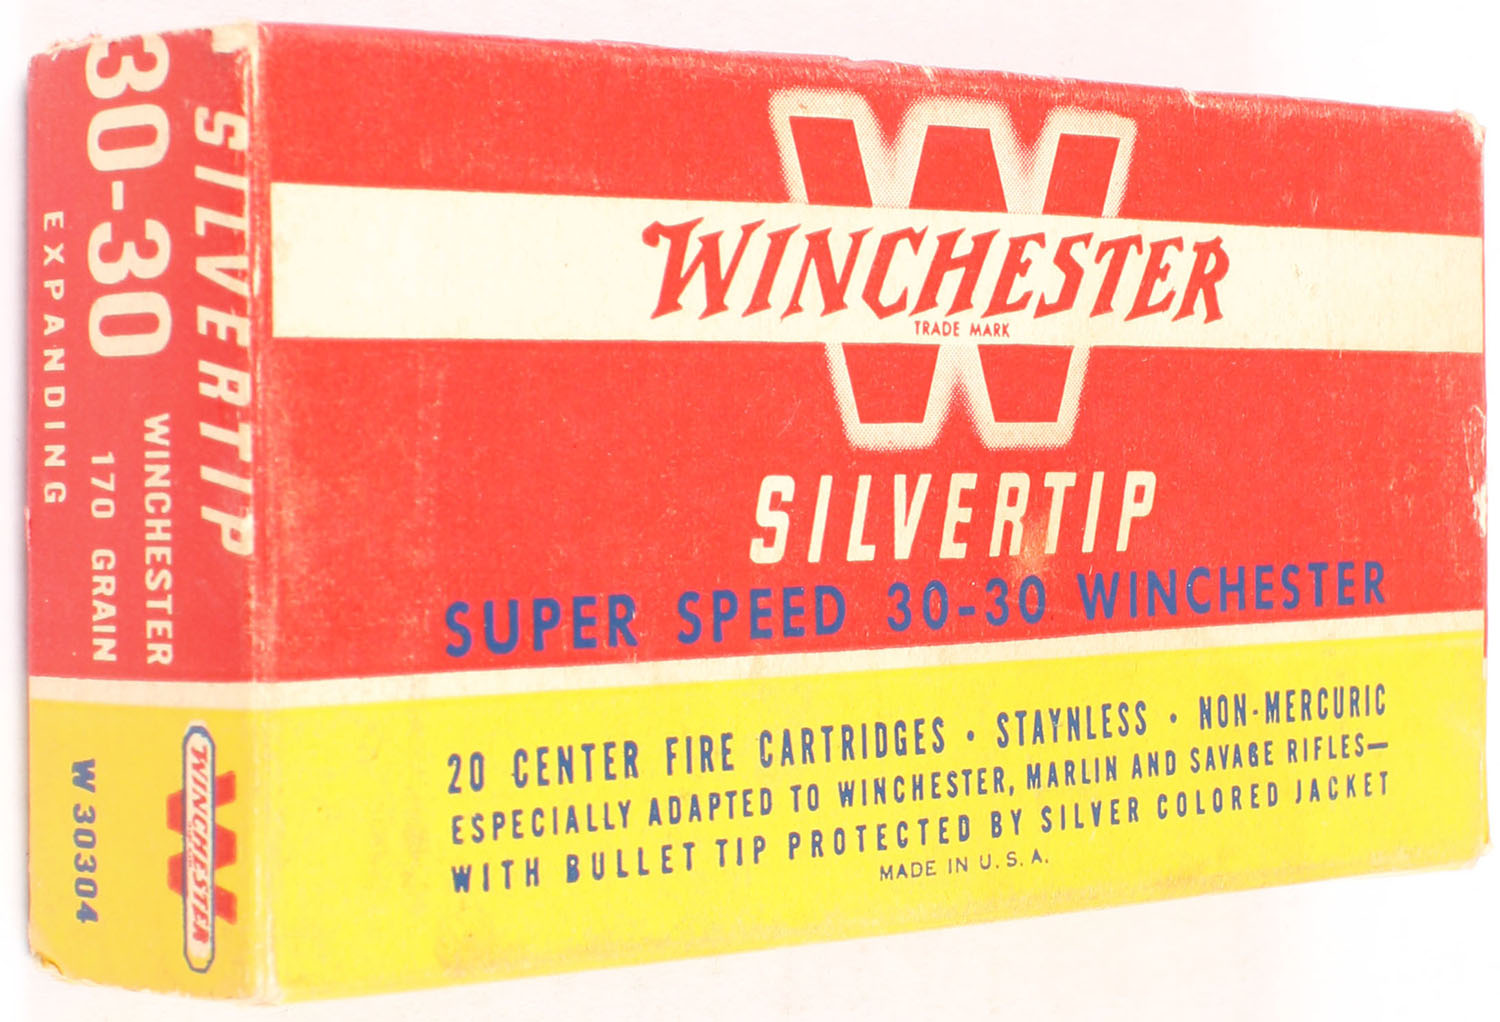 SILVERTIP
30-30
WINCHESTER
170 GRAIN
EXPANDING
W
WINCHESTER
W30304
W
WINCHESTER
TRADE MARK
SILVERTIP
SUPER SPEED 30-30 WINCHESTER
20 CENTER FIRE CARTRIDGES • STAYNLESS • NON-MERCURIC
ESPECIALLY ADAPTED TO WINCHESTER, MARLIN AND SAVAGE RIFLES—
WITH BULLET TIP PROTECTED BY SILVER COLORED JACKET
MADE IN U.S.A.